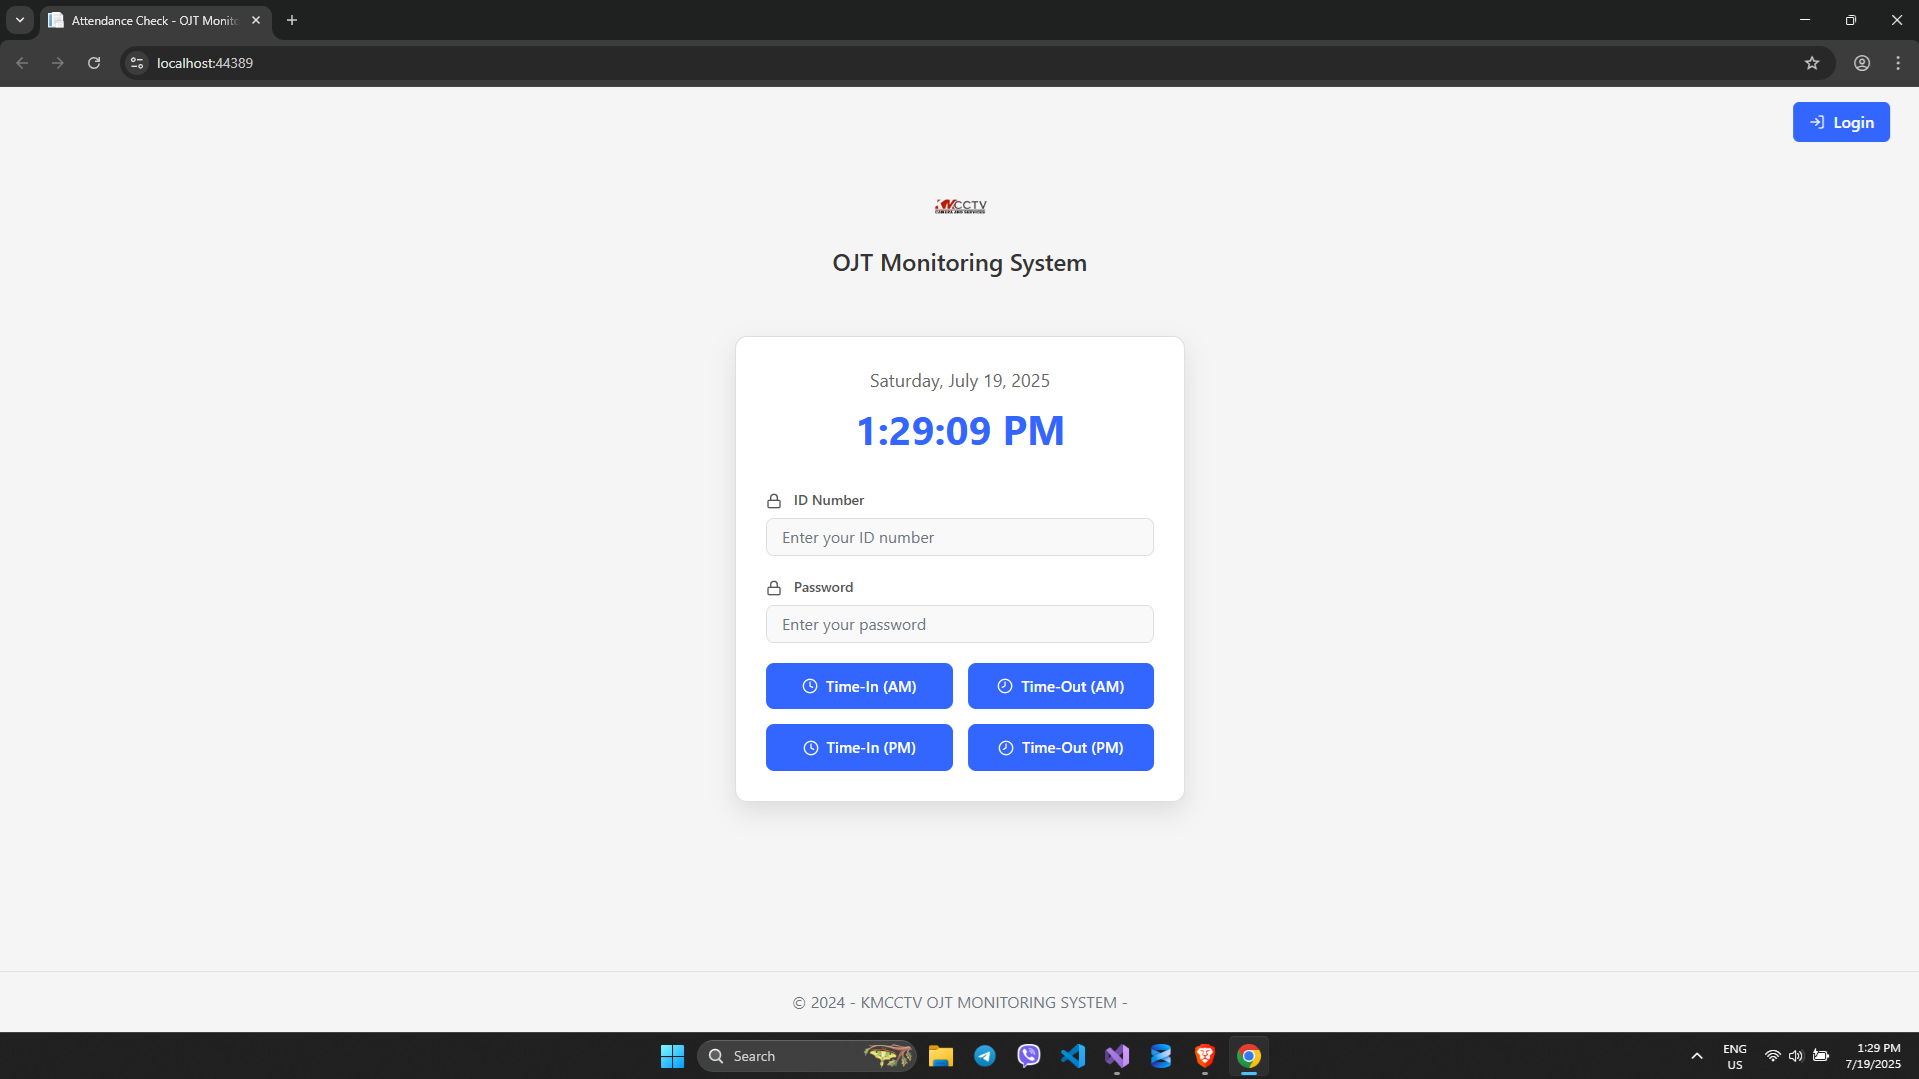 Attendance Check - OJT Monito
localhost:44389
Login
KMCCTV
OJT Monitoring System
Saturday, July 19, 2025
1:29:09 PM
ID Number
Enter your ID number
Password
Enter your password
Time-In (AM)
Time-Out (AM)
Time-In (PM)
Time-Out (PM)
© 2024 - KMCCTV OJT MONITORING SYSTEM -
Search
ENG
US
1:29 PM
7/19/2025